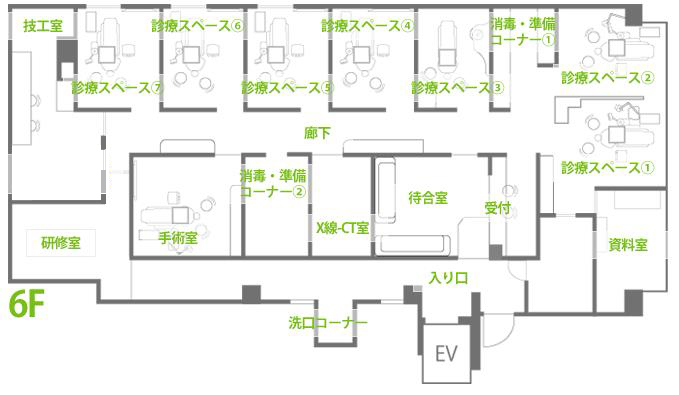 技工室
診療スペース⑥
診療スペース④
消毒・準備
コーナー①
診療スペース②
診療スペース⑦
診療スペース⑤
診療スペース③
廊下
診療スペース①
消毒・準備
コーナー②
待合室
受付
X線-CT室
手術室
研修室
資料室
入り口
6F
洗口コーナー
EV